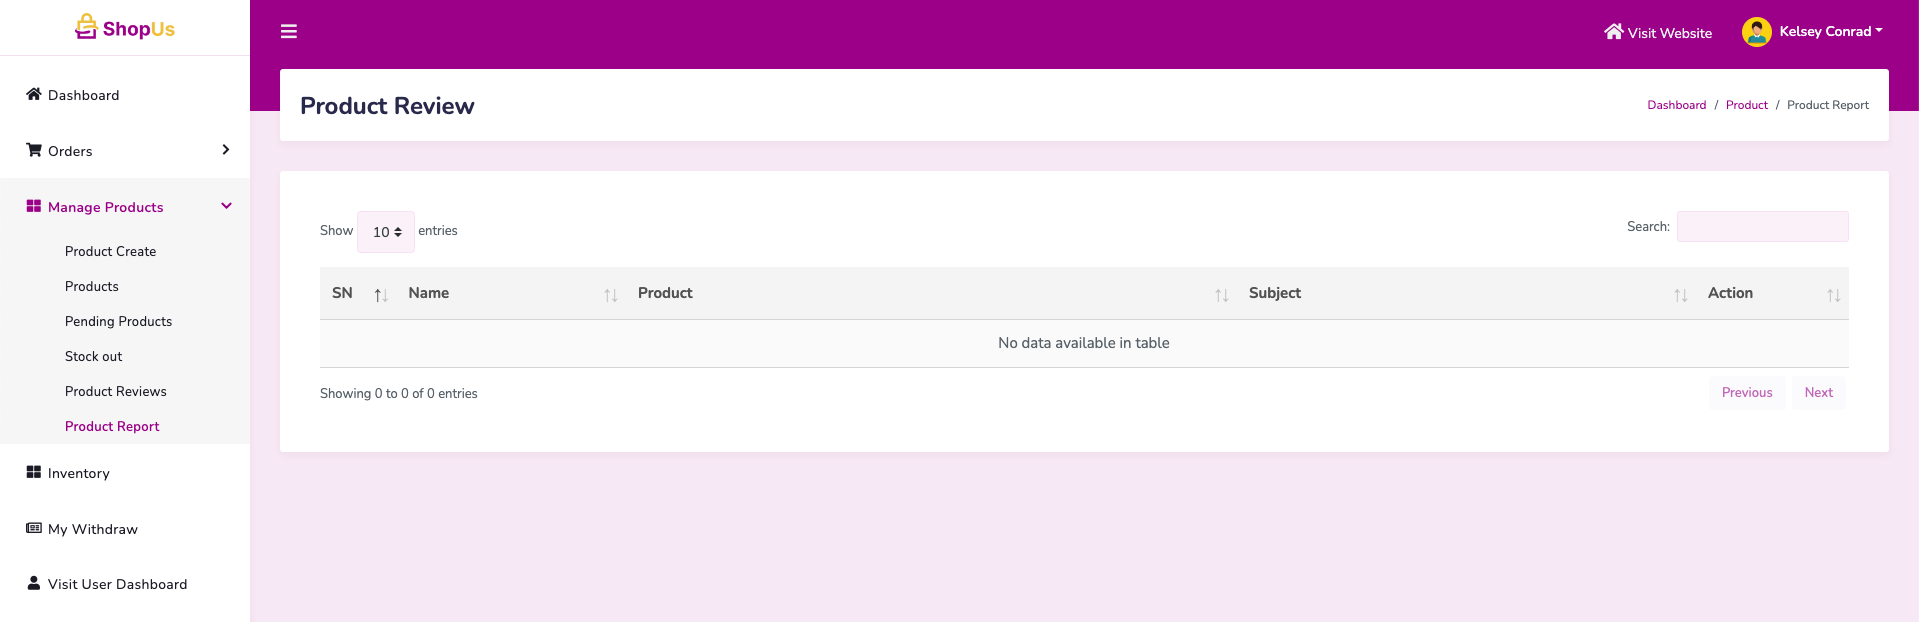 ShopUs
Visit Website
Kelsey Conrad
Dashboard
Orders
Manage Products
Product Create
Products
Pending Products
Stock out
Product Reviews
Product Report
Inventory
My Withdraw
Visit User Dashboard
Product Review
Dashboard / Product / Product Report
Show 10 entries
Search:
SN Name Product Subject Action
No data available in table
Showing 0 to 0 of 0 entries
Previous Next